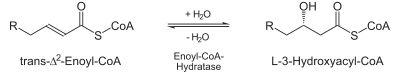 O
R
S
CoA
trans-Δ²-Enoyl-CoA
+ H₂O
- H₂O
Enoyl-CoA-
Hydratase
OH
O
R
S
CoA
L-3-Hydroxyacyl-CoA